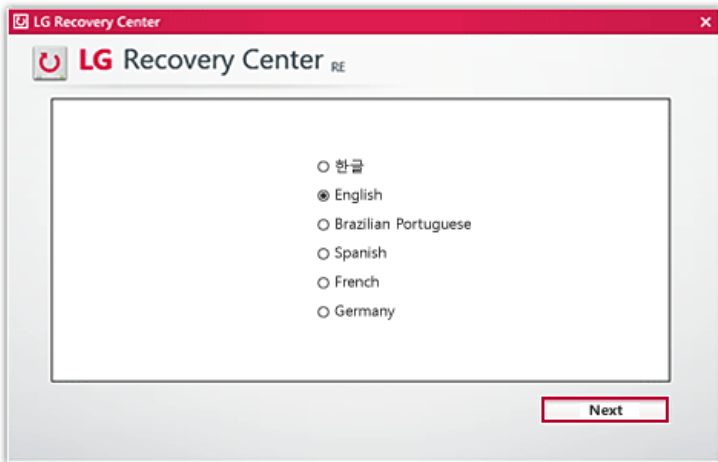 LG Recovery Center
LG Recovery Center RE
한글
English
Brazilian Portuguese
Spanish
French
Germany
Next